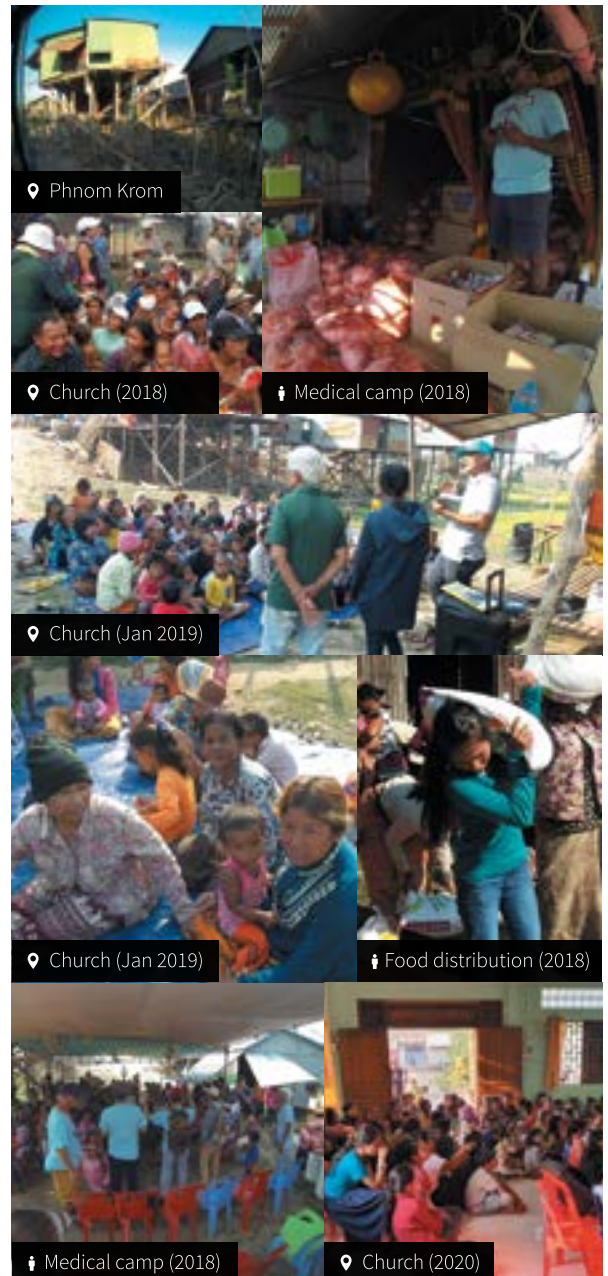 Phnom Krom
Church (2018)
Medical camp (2018)
Church (Jan 2019)
Church (Jan 2019)
Food distribution (2018)
Medical camp (2018)
Church (2020)